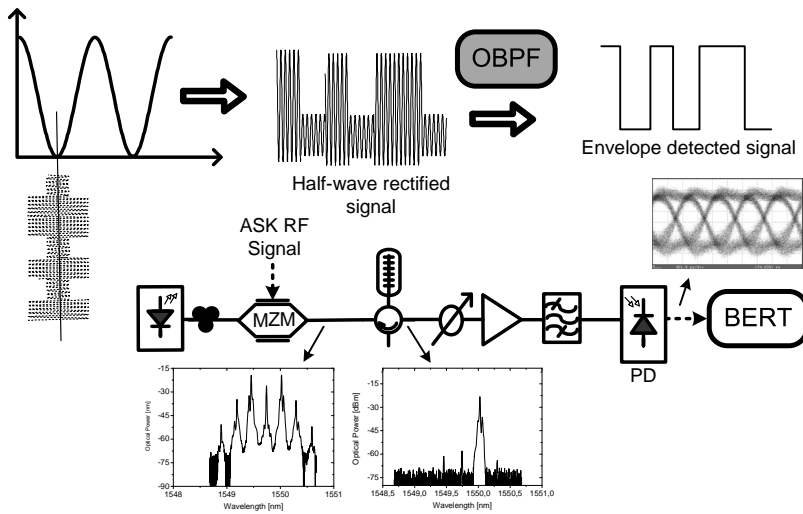 OBPF
Half-wave rectified
signal
Envelope detected signal
ASK RF
Signal
MZM
PD
BERT
-15
-30
-45
-60
-75
-90
Optical Power [nm]
1548
1549
1550
1551
Wavelength [nm]
-15
-30
-45
-60
-75
Optical Power [dBm]
1548,5
1549,0
1549,5
1550,0
1550,5
1551,0
Wavelength [nm]